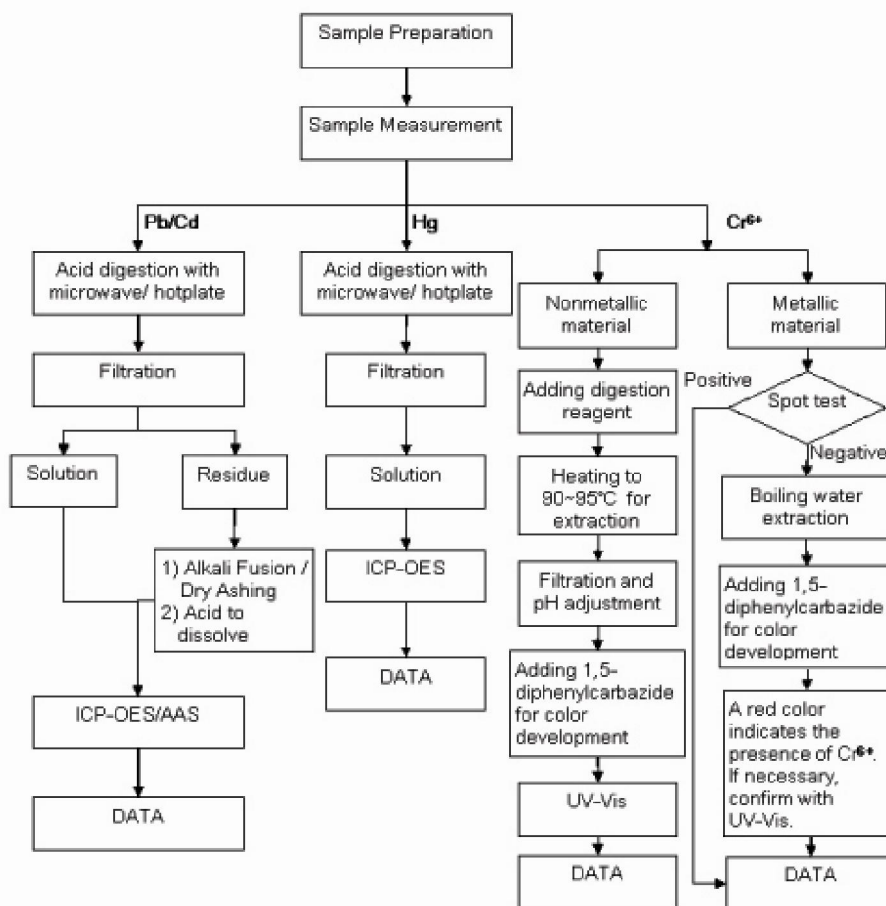 Sample Preparation
Sample Measurement
Pb/Cd
Hg
Cr⁶⁺
Acid digestion with
microwave/ hotplate
Filtration
Solution
Residue
1) Alkali Fusion /
Dry Ashing
2) Acid to
dissolve
ICP-OES/AAS
DATA
Acid digestion with
microwave/ hotplate
Filtration
Solution
ICP-OES
DATA
Nonmetallic
material
Adding digestion
reagent
Heating to
90~95°C for
extraction
Filtration and
pH adjustment
Adding 1,5-
diphenylcarbazide
for color
development
UV-Vis
DATA
Metallic
material
Positive
Spot test
Negative
Boiling water
extraction
Adding 1,5-
diphenylcarbazide
for color
development
A red color
indicates the
presence of Cr⁶⁺.
If necessary,
confirm with
UV-Vis.
DATA